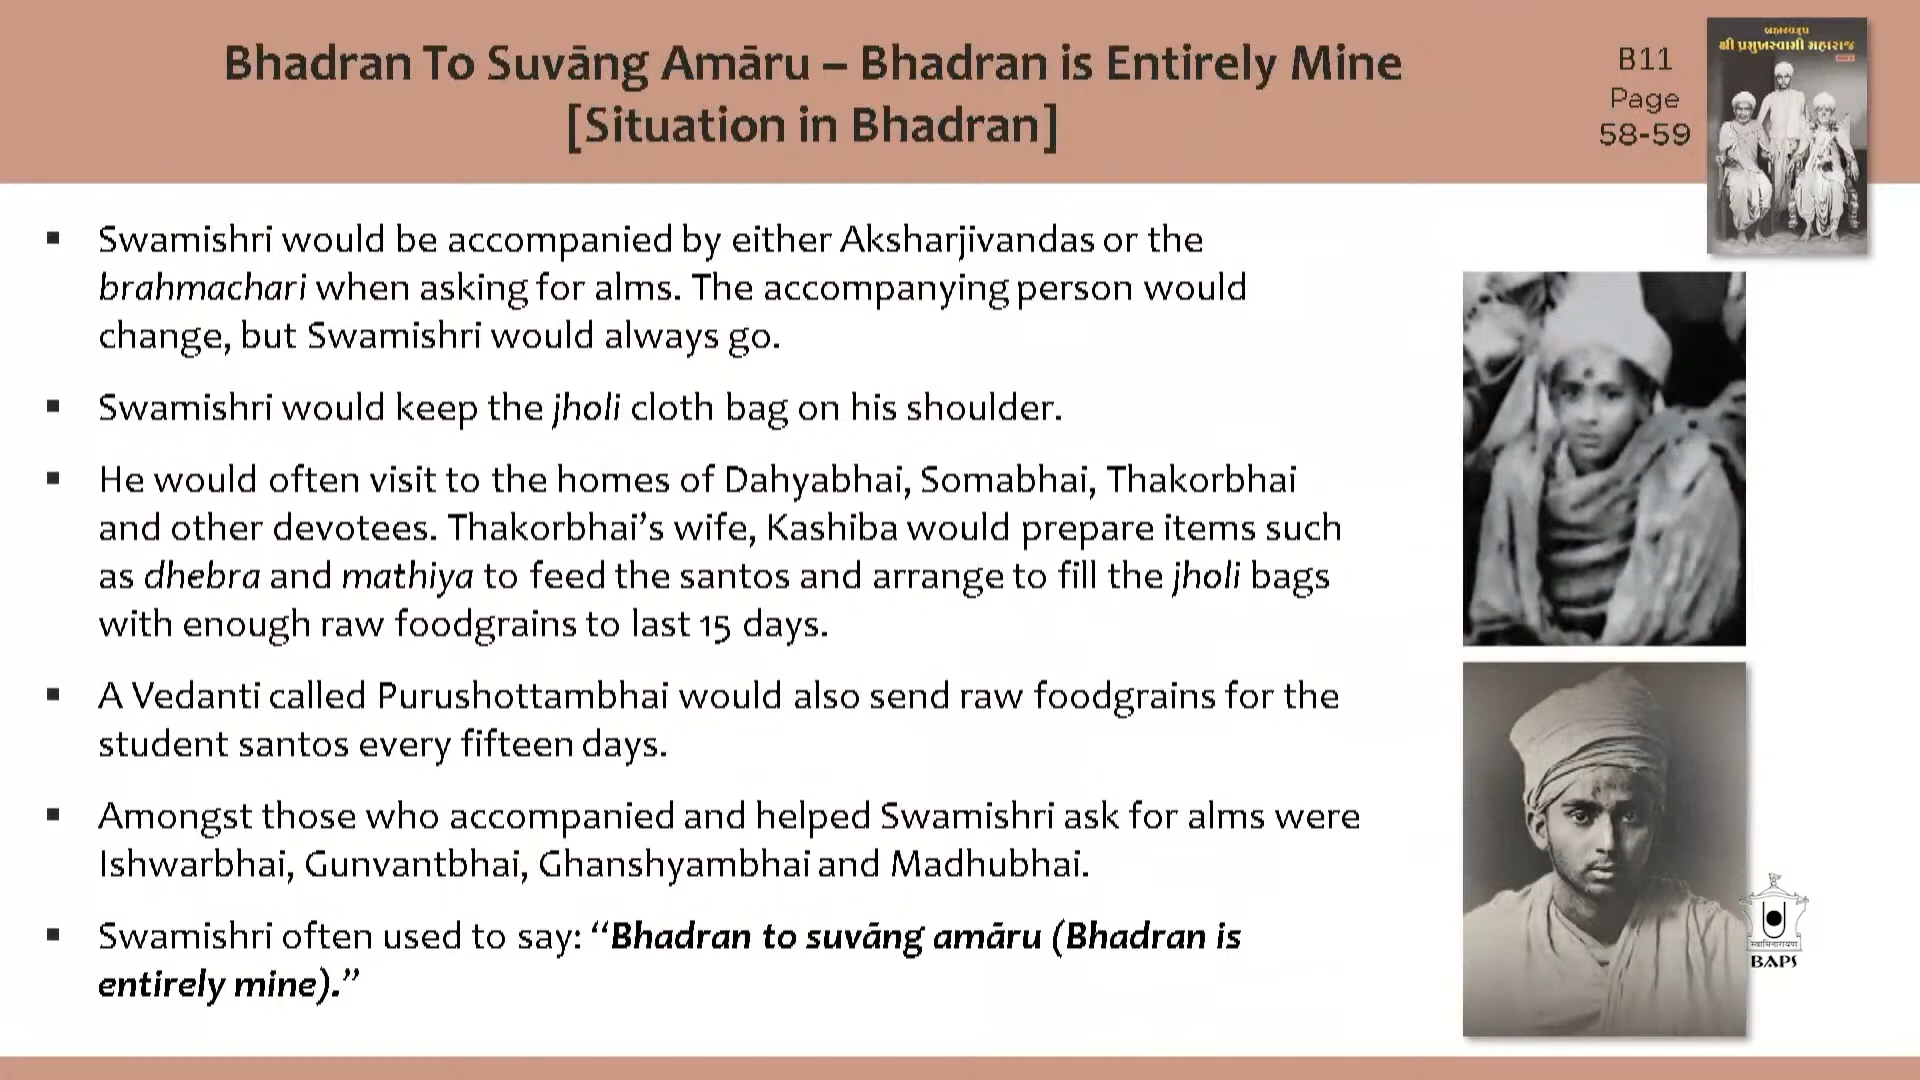 Bhadran To Suvāng Amāru – Bhadran is Entirely Mine
[Situation in Bhadran]
B11
Page
58-59
બ્રહ્મસ્વરૂપ
શ્રી પ્રમુખસ્વામી મહારાજ
▪ Swamishri would be accompanied by either Aksharjivandas or the
brahmachari when asking for alms. The accompanying person would
change, but Swamishri would always go.
▪ Swamishri would keep the jholi cloth bag on his shoulder.
▪ He would often visit to the homes of Dahyabhai, Somabhai, Thakorbhai
and other devotees. Thakorbhai’s wife, Kashiba would prepare items such
as dhebra and mathiya to feed the santos and arrange to fill the jholi bags
with enough raw foodgrains to last 15 days.
▪ A Vedanti called Purushottambhai would also send raw foodgrains for the
student santos every fifteen days.
▪ Amongst those who accompanied and helped Swamishri ask for alms were
Ishwarbhai, Gunvantbhai, Ghanshyambhai and Madhubhai.
▪ Swamishri often used to say: “Bhadran to suvāng amāru (Bhadran is
entirely mine).”
स्वामिनारायण
BAPS